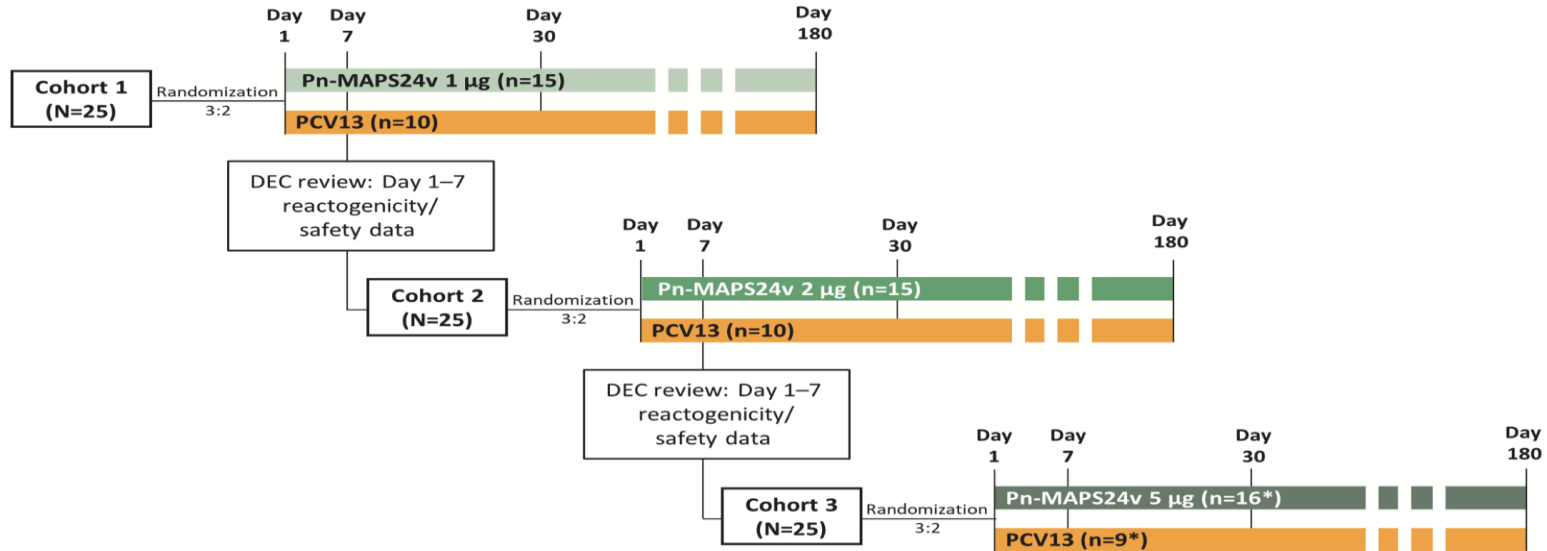 Day
1
Day
7
Day
30
Day
180
Cohort 1
(N=25)
Randomization
3:2
Pn-MAPS24v 1 µg (n=15)
PCV13 (n=10)
DEC review: Day 1–7
reactogenicity/
safety data
Day
1
Day
7
Day
30
Day
180
Cohort 2
(N=25)
Randomization
3:2
Pn-MAPS24v 2 µg (n=15)
PCV13 (n=10)
DEC review: Day 1–7
reactogenicity/
safety data
Day
1
Day
7
Day
30
Day
180
Cohort 3
(N=25)
Randomization
3:2
Pn-MAPS24v 5 µg (n=16*)
PCV13 (n=9*)